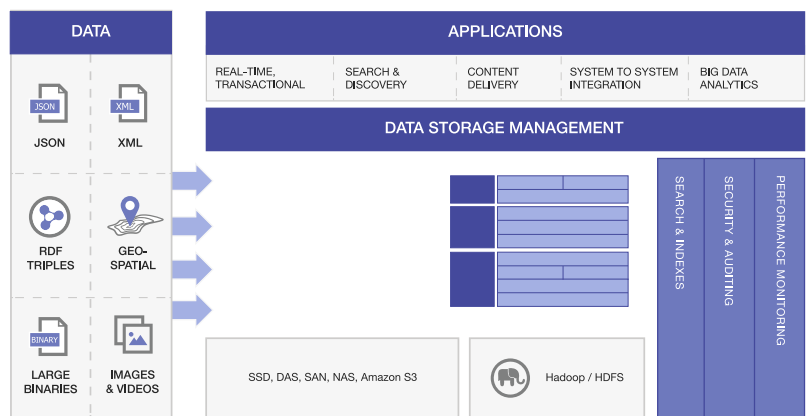 DATA
JSON
JSON
XML
XML
RDF
TRIPLES
GEO-
SPATIAL
BINARY
LARGE
BINARIES
IMAGES
& VIDEOS
APPLICATIONS
REAL-TIME,
TRANSACTIONAL
SEARCH &
DISCOVERY
CONTENT
DELIVERY
SYSTEM TO SYSTEM
INTEGRATION
BIG DATA
ANALYTICS
DATA STORAGE MANAGEMENT
SEARCH & INDEXES
SECURITY & AUDITING
PERFORMANCE MONITORING
SSD, DAS, SAN, NAS, Amazon S3
Hadoop / HDFS